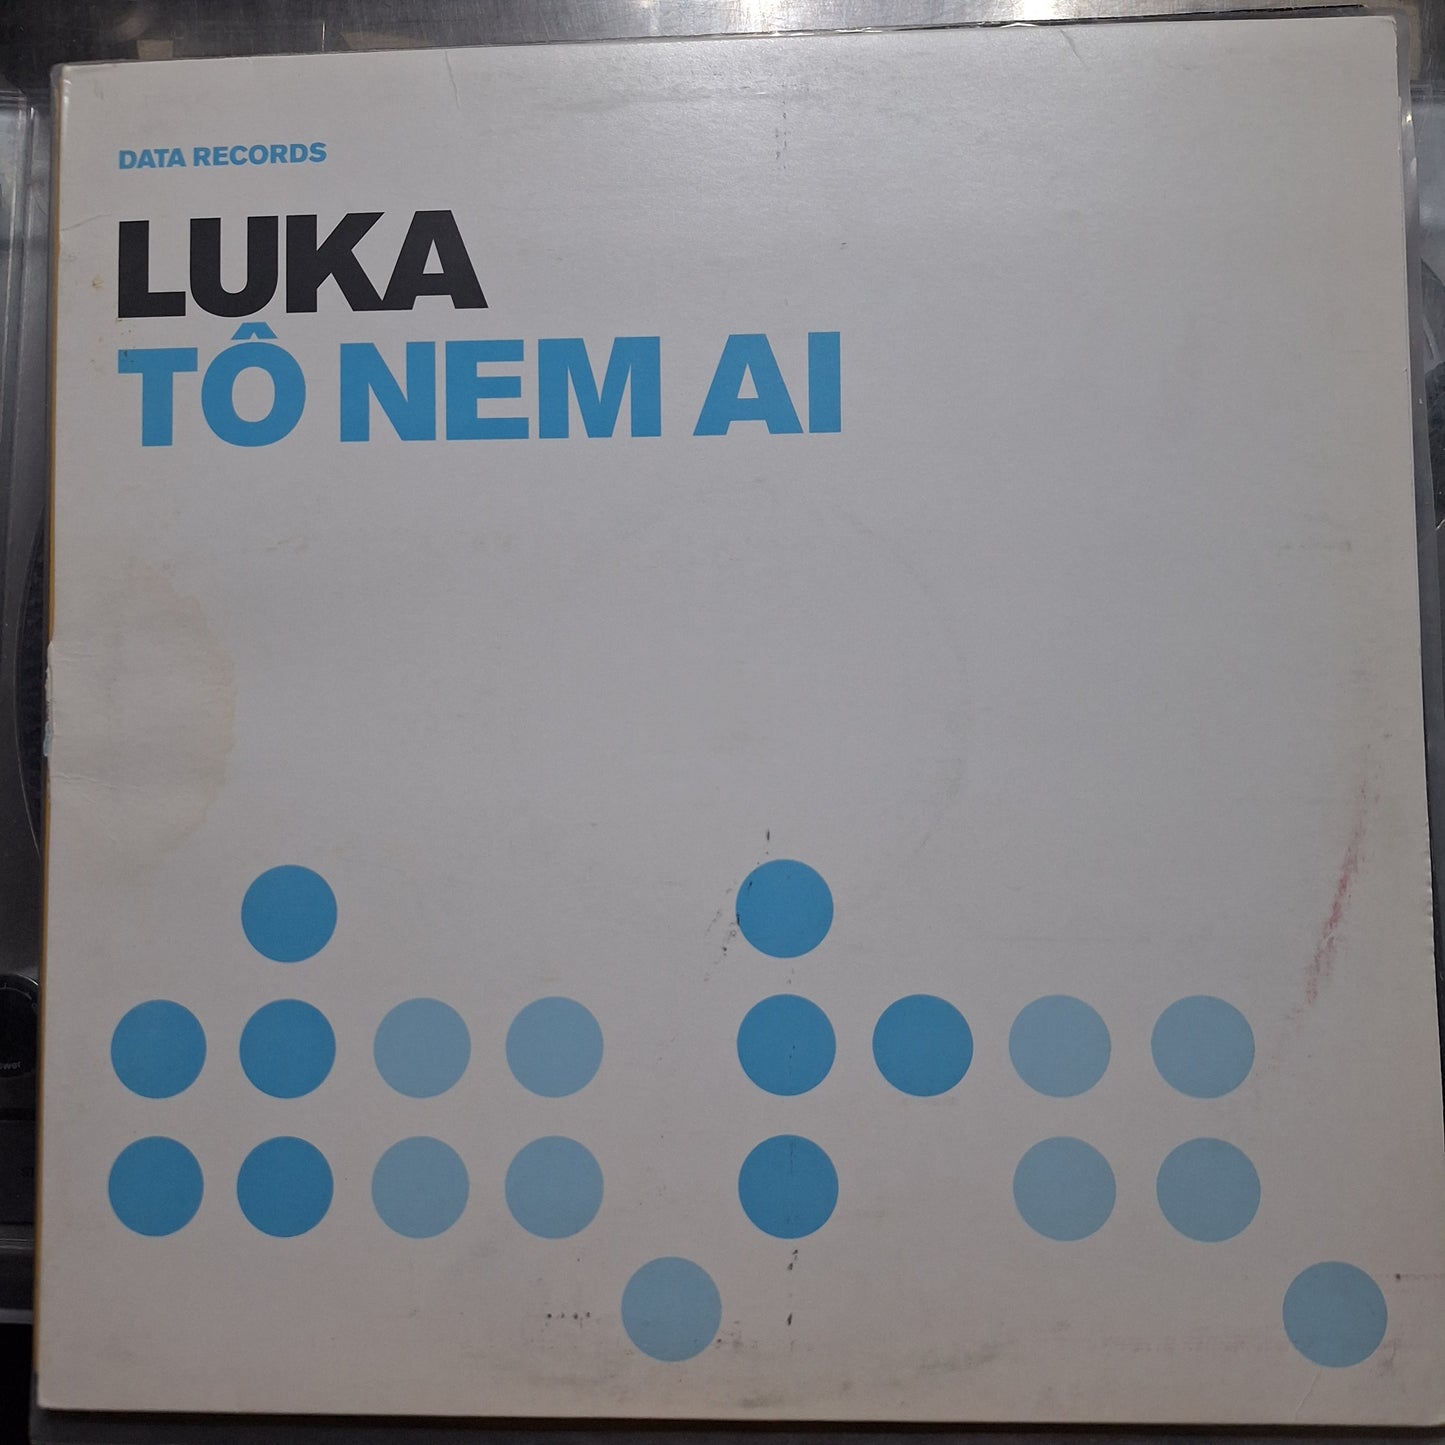 DATA RECORDS
LUKA
TÔ NEM AI